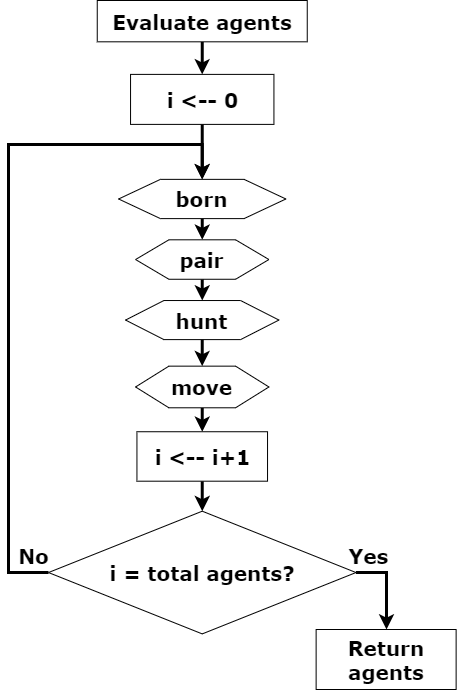 Evaluate agents
i <-- 0
born
pair
hunt
move
i <-- i+1
No
Yes
i = total agents?
Return
agents